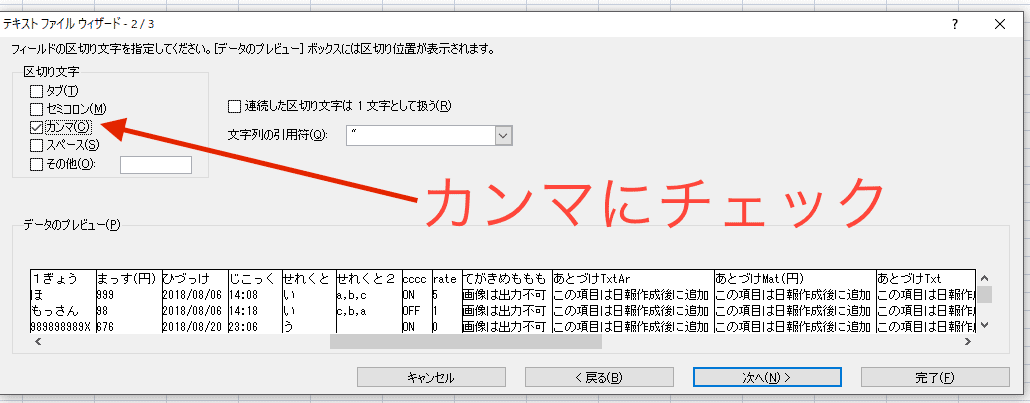 テキスト ファイル ウィザード - 2 / 3
? ×
フィールドの区切り文字を指定してください。[データのプレビュー] ボックスには区切り位置が表示されます。
区切り文字
タブ(T)
セミコロン(M)
カンマ(C)
スペース(S)
その他(O):
連続した区切り文字は 1 文字として扱う(R)
文字列の引用符(Q): "
カンマにチェック
データのプレビュー(P)
1ぎょう まっす(円) ひづっけ じこっく せれくと せれくと2 cccc rate てがきめももも あとづけTxtAr あとづけMat(円) あとづけTxt
ほ 999 2018/08/06 14:08 い a,b,c ON 5 画像は出力不可 この項目は日報作成後に追加 この項目は日報作成後に追加 この項目は日報作成
もっさん 98 2018/08/06 14:18 い c,b,a OFF 1 画像は出力不可 この項目は日報作成後に追加 この項目は日報作成後に追加 この項目は日報作成
989898989X 676 2018/08/20 23:06 う ON 0 画像は出力不可 この項目は日報作成後に追加 この項目は日報作成後に追加 この項目は日報作成
キャンセル < 戻る(B) 次へ(N) > 完了(F)